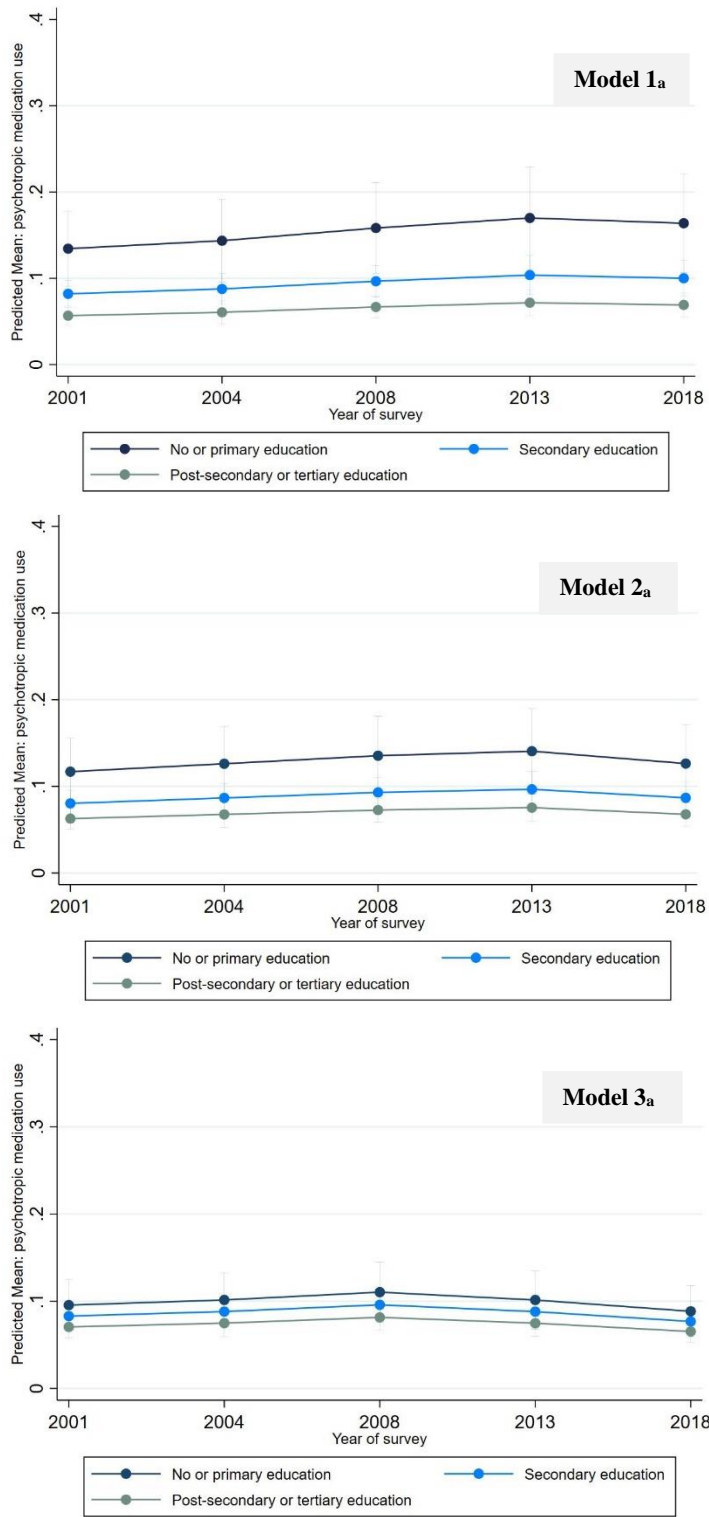 Model 1a
Predicted Mean: psychotropic medication use
.4
.3
.2
.1
0
2001 2004 2008 2013 2018
Year of survey
No or primary education Secondary education
Post-secondary or tertiary education
Model 2a
Predicted Mean: psychotropic medication use
.4
.3
.2
.1
0
2001 2004 2008 2013 2018
Year of survey
No or primary education Secondary education
Post-secondary or tertiary education
Model 3a
Predicted Mean: psychotropic medication use
.4
.3
.2
.1
0
2001 2004 2008 2013 2018
Year of survey
No or primary education Secondary education
Post-secondary or tertiary education